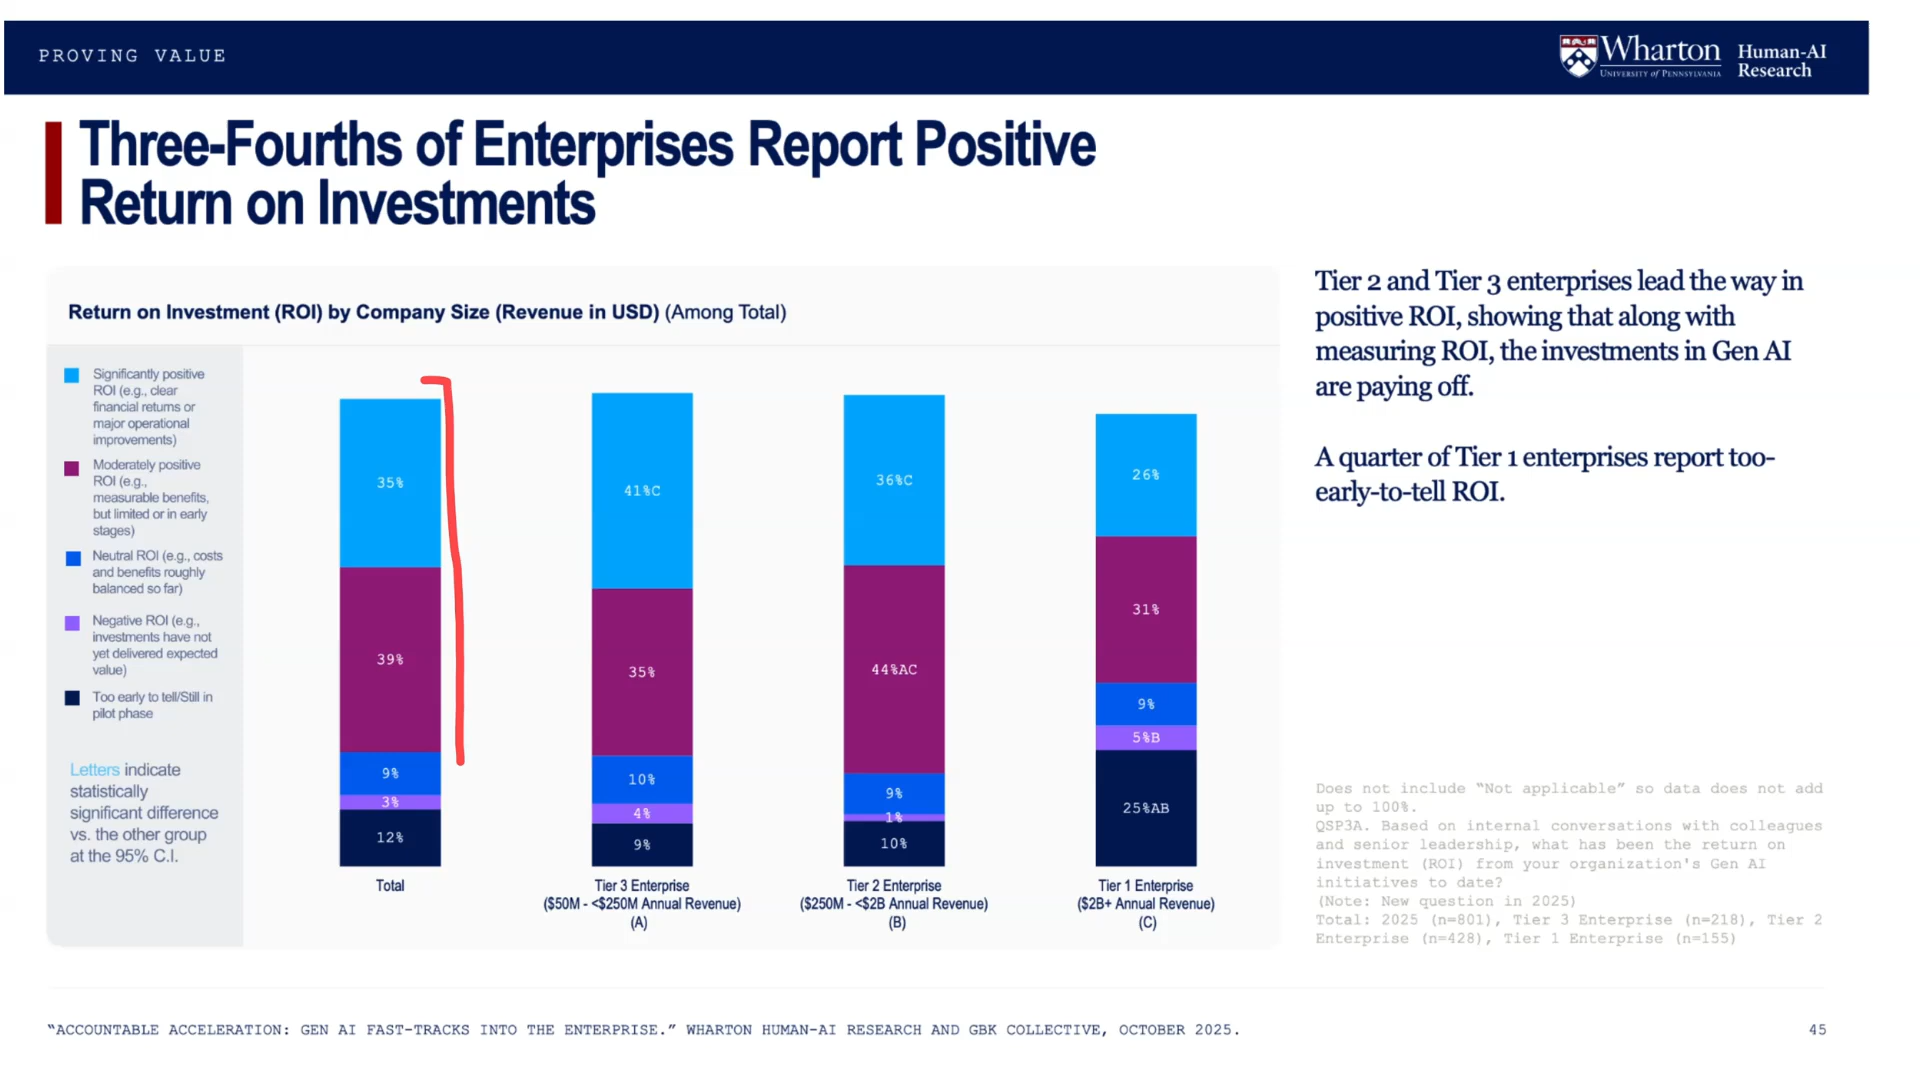 PROVING VALUE
Wharton
UNIVERSITY of PENNSYLVANIA
Human-AI
Research
Three-Fourths of Enterprises Report Positive
Return on Investments
Return on Investment (ROI) by Company Size (Revenue in USD) (Among Total)
Significantly positive
ROI (e.g., clear
financial returns or
major operational
improvements)
Moderately positive
ROI (e.g.,
measurable benefits,
but limited or in early
stages)
Neutral ROI (e.g., costs
and benefits roughly
balanced so far)
Negative ROI (e.g.,
investments have not
yet delivered expected
value)
Too early to tell/Still in
pilot phase
Letters indicate
statistically
significant difference
vs. the other group
at the 95% C.I.
35%
39%
9%
3%
12%
Total
41%C
35%
10%
4%
9%
Tier 3 Enterprise
($50M - <$250M Annual Revenue)
(A)
36%C
44%AC
9%
1%
10%
Tier 2 Enterprise
($250M - <$2B Annual Revenue)
(B)
26%
31%
9%
5%B
25%AB
Tier 1 Enterprise
($2B+ Annual Revenue)
(C)
Tier 2 and Tier 3 enterprises lead the way in
positive ROI, showing that along with
measuring ROI, the investments in Gen AI
are paying off.
A quarter of Tier 1 enterprises report too-
early-to-tell ROI.
Does not include “Not applicable” so data does not add
up to 100%.
QSP3A. Based on internal conversations with colleagues
and senior leadership, what has been the return on
investment (ROI) from your organization's Gen AI
initiatives to date?
(Note: New question in 2025)
Total: 2025 (n=801), Tier 3 Enterprise (n=218), Tier 2
Enterprise (n=428), Tier 1 Enterprise (n=155)
“ACCOUNTABLE ACCELERATION: GEN AI FAST-TRACKS INTO THE ENTERPRISE.” WHARTON HUMAN-AI RESEARCH AND GBK COLLECTIVE, OCTOBER 2025.
45